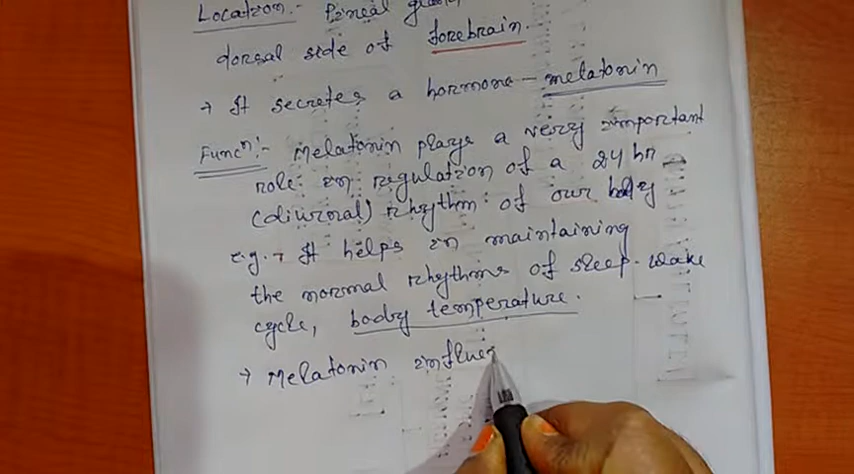 Location:- Pineal gland
dorsal side of forebrain.
→ It secretes a hormone - melatonin
Funcⁿ:- Melatonin plays a very important
role in regulation of a 24 hr
(diurnal) rhythm of our body
e.g. → It helps in maintaining
the normal rhythms of sleep-wake
cycle, body temperature.
→ Melatonin influe